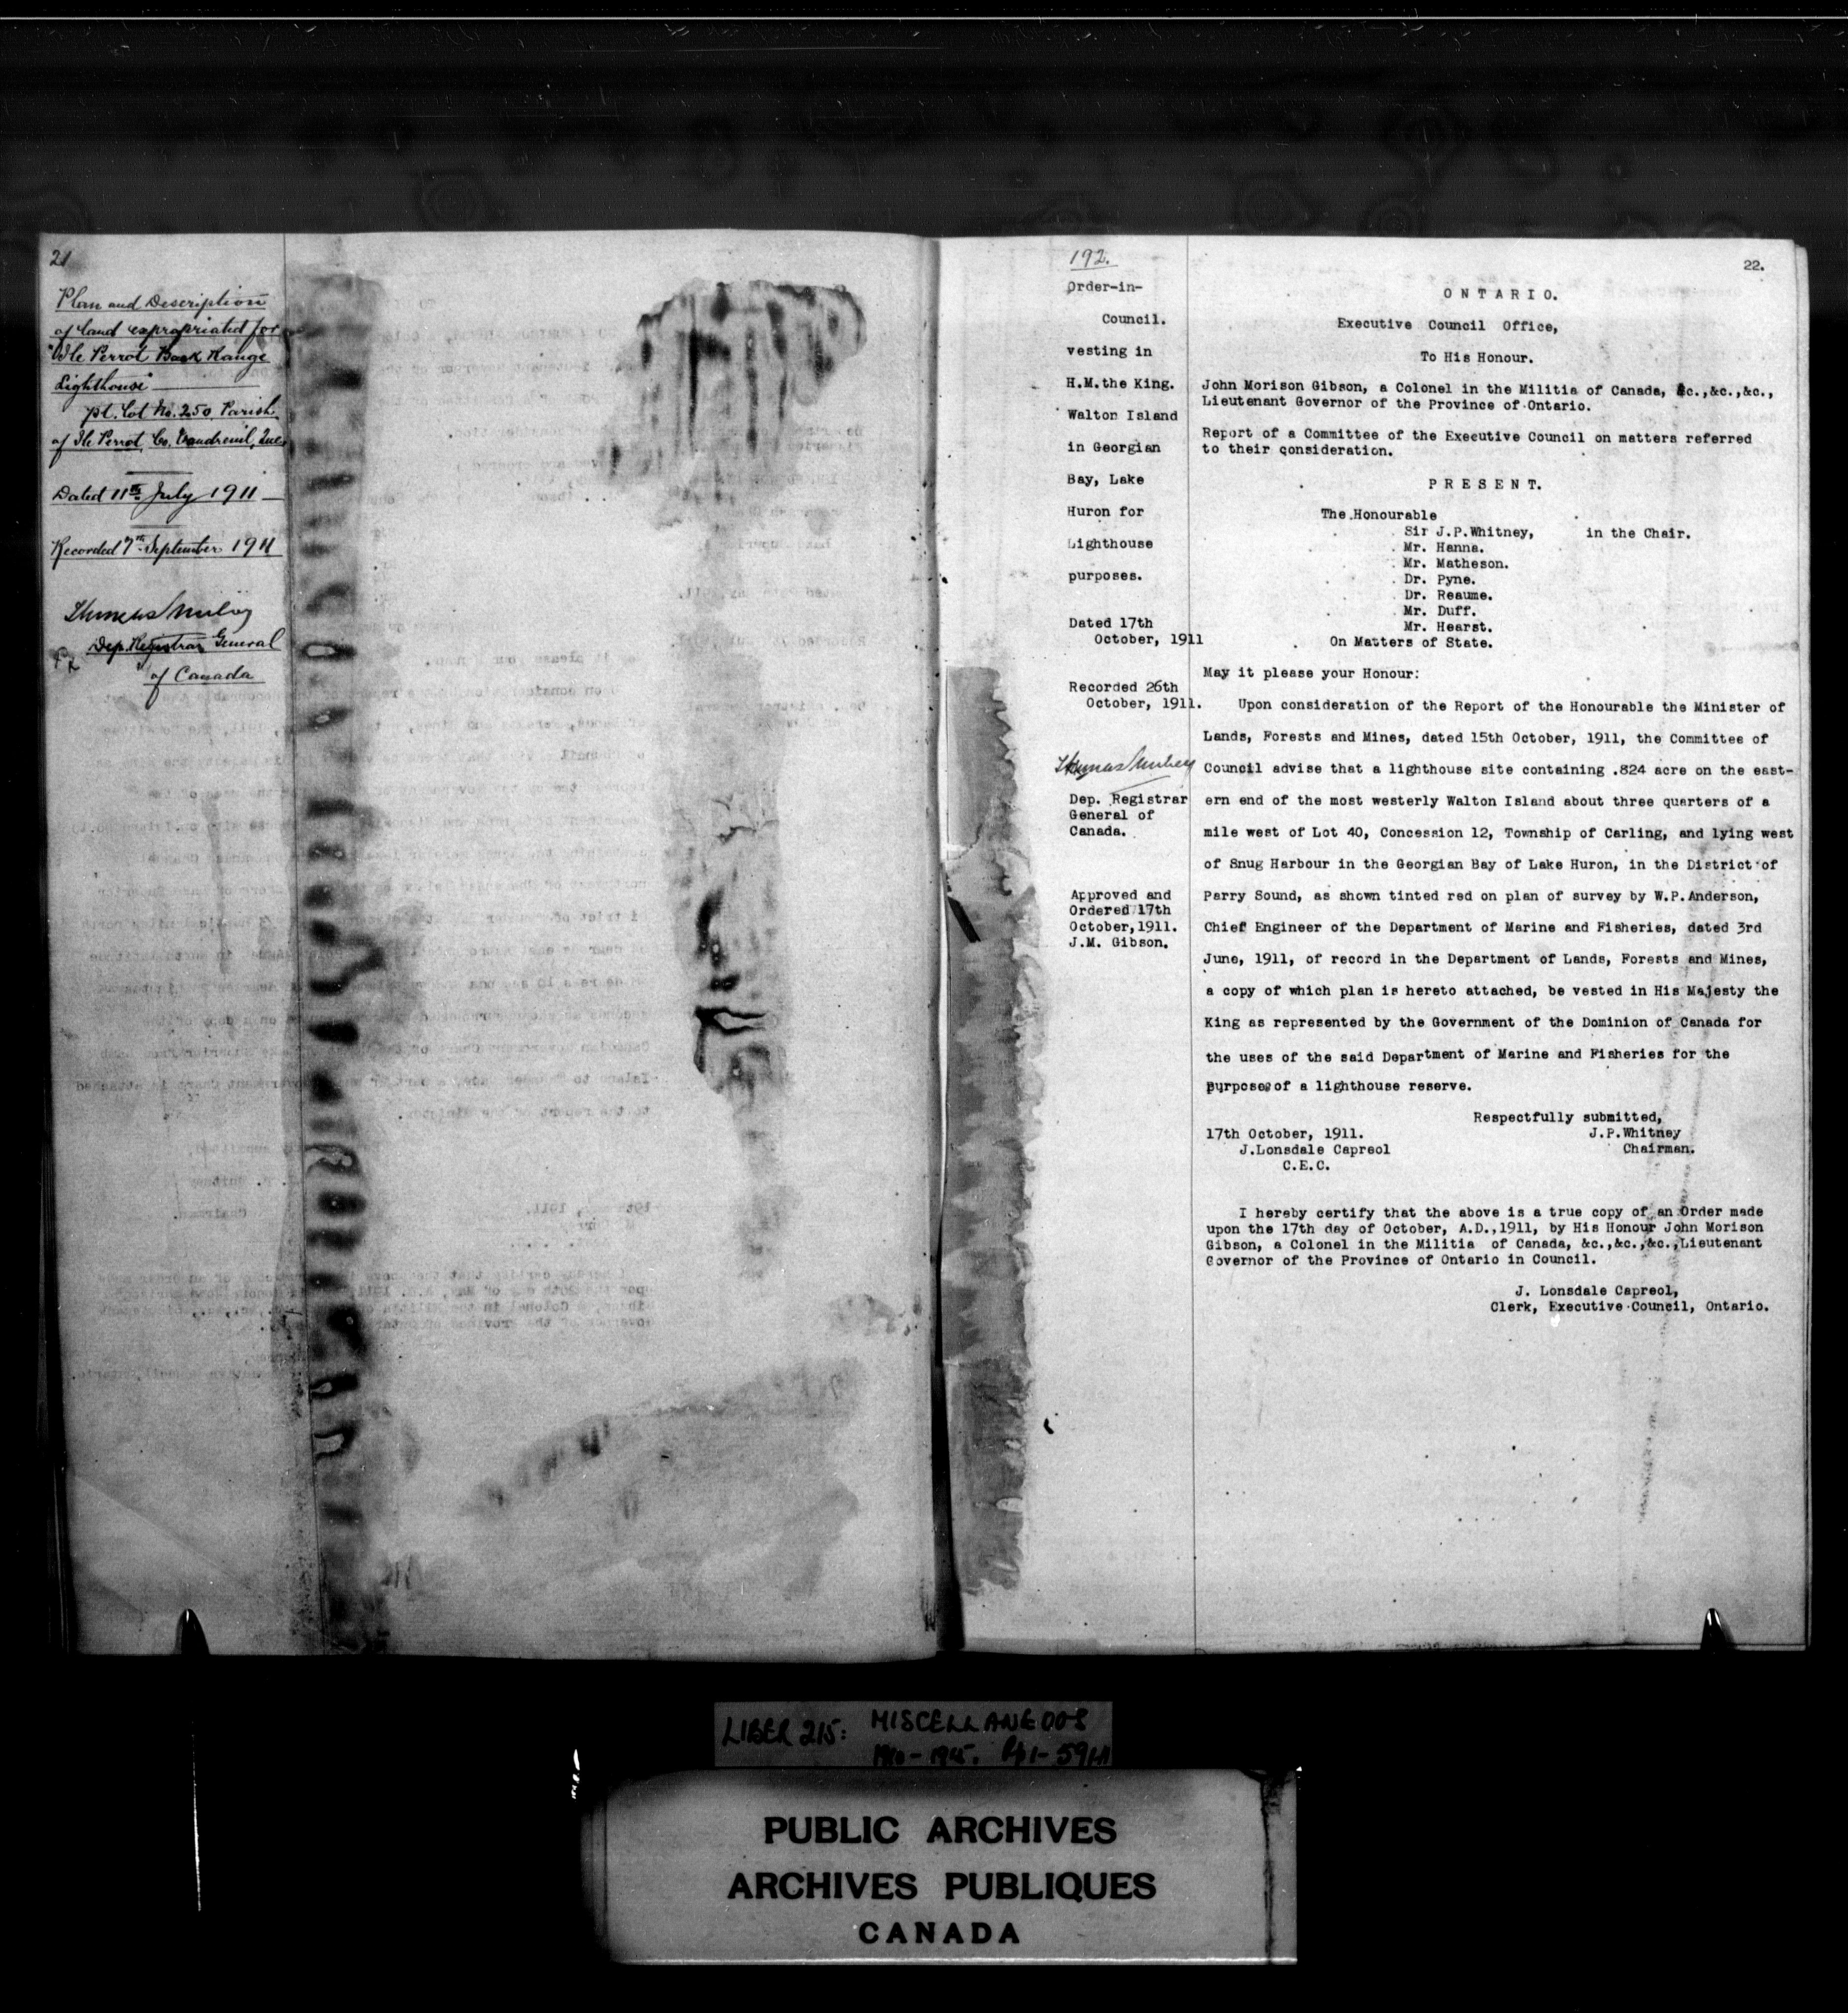 21
Plan and Description
of land expropriated for
"Ile Perrot Back Range
Lighthouse"
pt. Lot No. 250. Parish
of Ile Perrot, Co. Vaudreuil, Que.
Dated 11th July 1911
Recorded 7th September 1911
Dep. Registrar General
of Canada
192.
22.
Order-in-
Council.
vesting in
H.M.the King.
Walton Island
in Georgian
Bay, Lake
Huron for
Lighthouse
purposes.
Dated 17th
October, 1911
Recorded 26th
October, 1911.
Dep. Registrar
General of
Canada.
Approved and
Ordered 17th
October,1911.
J.M. Gibson.
ONTARIO.
Executive Council Office,
To His Honour.
John Morison Gibson, a Colonel in the Militia of Canada, &c.,&c.,&c.,
Lieutenant Governor of the Province of Ontario.
Report of a Committee of the Executive Council on matters referred
to their qonsideration.
PRESENT.
The Honourable
Sir J.P.Whitney, in the Chair.
Mr. Hanna.
Mr. Matheson.
Dr. Pyne.
Dr. Reaume.
Mr. Duff.
Mr. Hearst.
On Matters of State.
May it please your Honour:
Upon consideration of the Report of the Honourable the Minister of
Lands, Forests and Mines, dated 15th October, 1911, the Committee of
Council advise that a lighthouse site containing .824 acre on the east-
ern end of the most westerly Walton Island about three quarters of a
mile west of Lot 40, Concession 12, Township of Carling, and lying west
of Snug Harbour in the Georgian Bay of Lake Huron, in the District of
Parry Sound, as shown tinted red on plan of survey by W.P.Anderson,
Chief Engineer of the Department of Marine and Fisheries, dated 3rd
June, 1911, of record in the Department of Lands, Forests and Mines,
a copy of which plan is hereto attached, be vested in His Majesty the
King as represented by the Government of the Dominion of Canada for
the uses of the said Department of Marine and Fisheries for the
purposes of a lighthouse reserve.
Respectfully submitted,
17th October, 1911. J.P.Whitney
J.Lonsdale Capreol Chairman.
C.E.C.
I hereby certify that the above is a true copy of an Order made
upon the 17th day of October, A.D.,1911, by His Honour John Morison
Gibson, a Colonel in the Militia of Canada, &c.,&c.,&c.,Lieutenant
Governor of the Province of Ontario in Council.
J. Lonsdale Capreol,
Clerk, Executive Council, Ontario.
LIBER 215: MISCELLANEOUS
PUBLIC ARCHIVES
ARCHIVES PUBLIQUES
CANADA